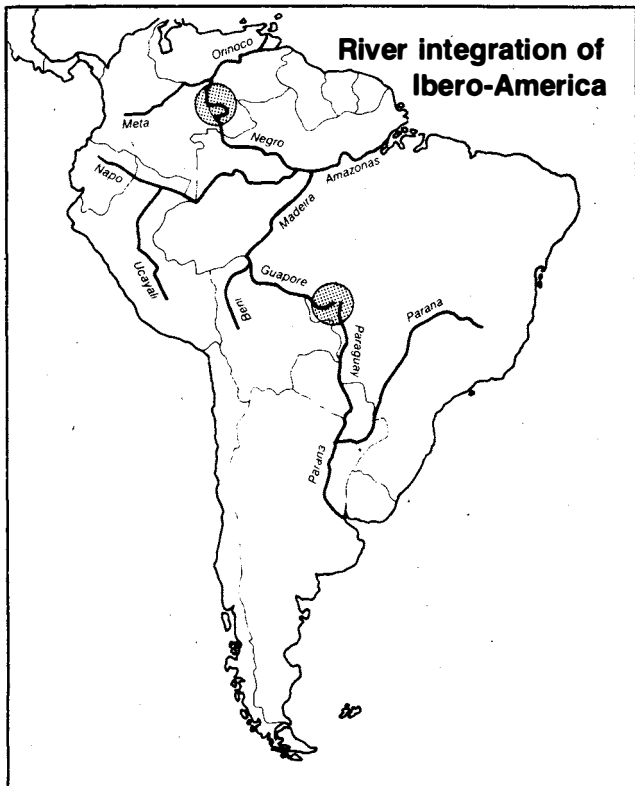 River integration of
Ibero-America
Orinoco
Meta
Negro
Napo
Amazonas
Madeira
Ucayali
Guapore
Beni
Parana
Paraguay
Parana